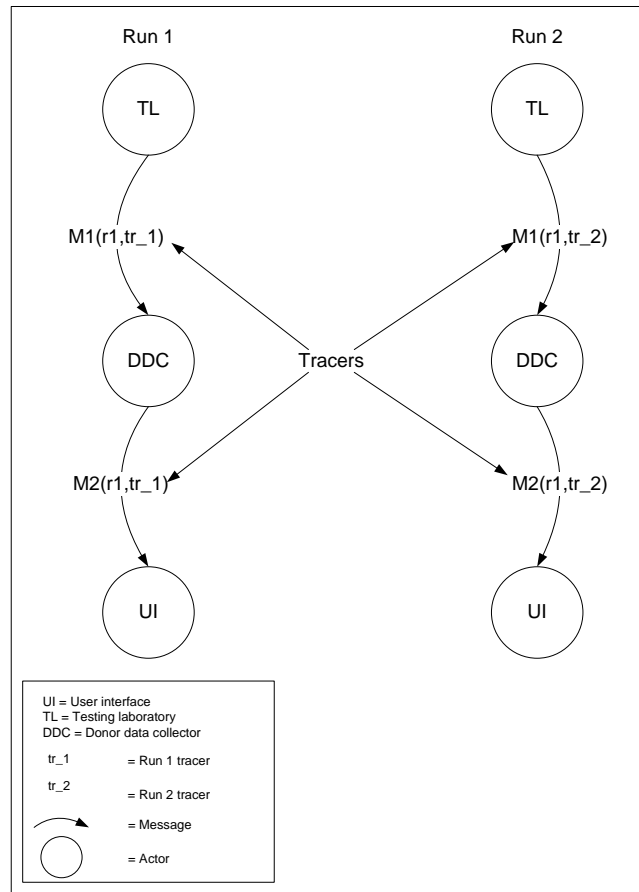 Run 1
Run 2
TL
TL
M1(r1,tr_1)
M1(r1,tr_2)
DDC
Tracers
DDC
M2(r1,tr_1)
M2(r1,tr_2)
UI
UI
UI = User interface
TL = Testing laboratory
DDC = Donor data collector
tr_1 = Run 1 tracer
tr_2 = Run 2 tracer
= Message
= Actor